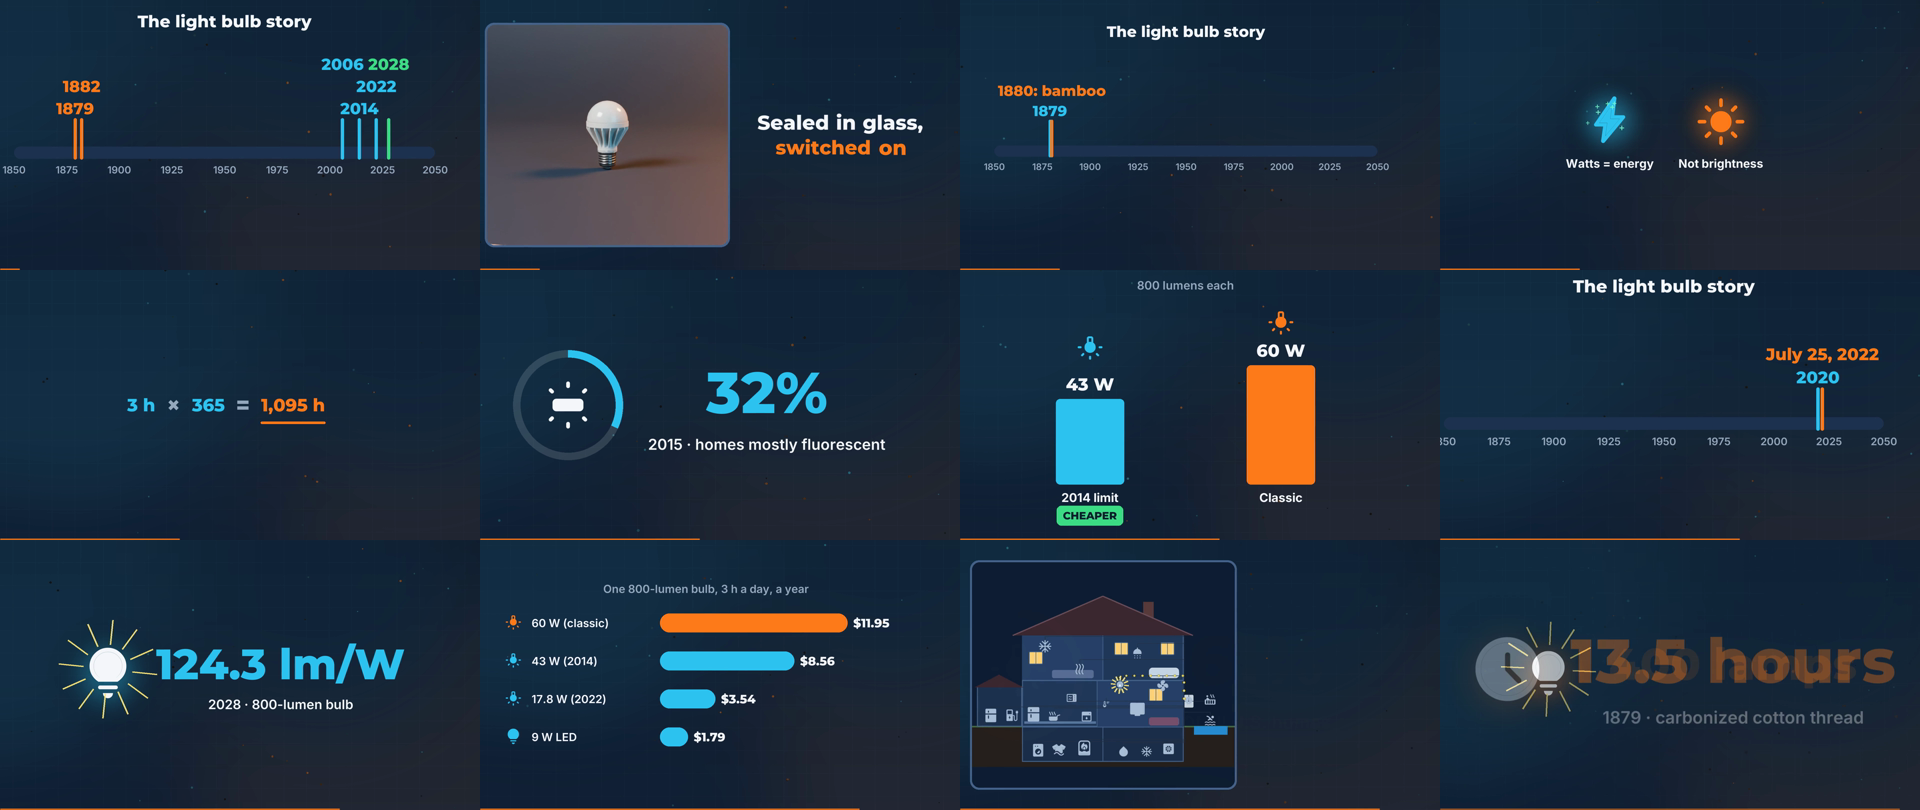 The light bulb story
2006 2028
1882
2022
1879
2014
1850 1875 1900 1925 1950 1975 2000 2025 2050
Sealed in glass,
switched on
The light bulb story
1880: bamboo
1879
1850 1875 1900 1925 1950 1975 2000 2025 2050
Watts = energy
Not brightness
3 h × 365 = 1,095 h
32%
2015 · homes mostly fluorescent
800 lumens each
60 W
43 W
2014 limit
Classic
CHEAPER
The light bulb story
July 25, 2022
2020
1875 1900 1925 1950 1975 2000 2025 2050
124.3 lm/W
2028 · 800-lumen bulb
One 800-lumen bulb, 3 h a day, a year
60 W (classic) $11.95
43 W (2014) $8.56
17.8 W (2022) $3.54
9 W LED $1.79
13.5 hours
1879 · carbonized cotton thread